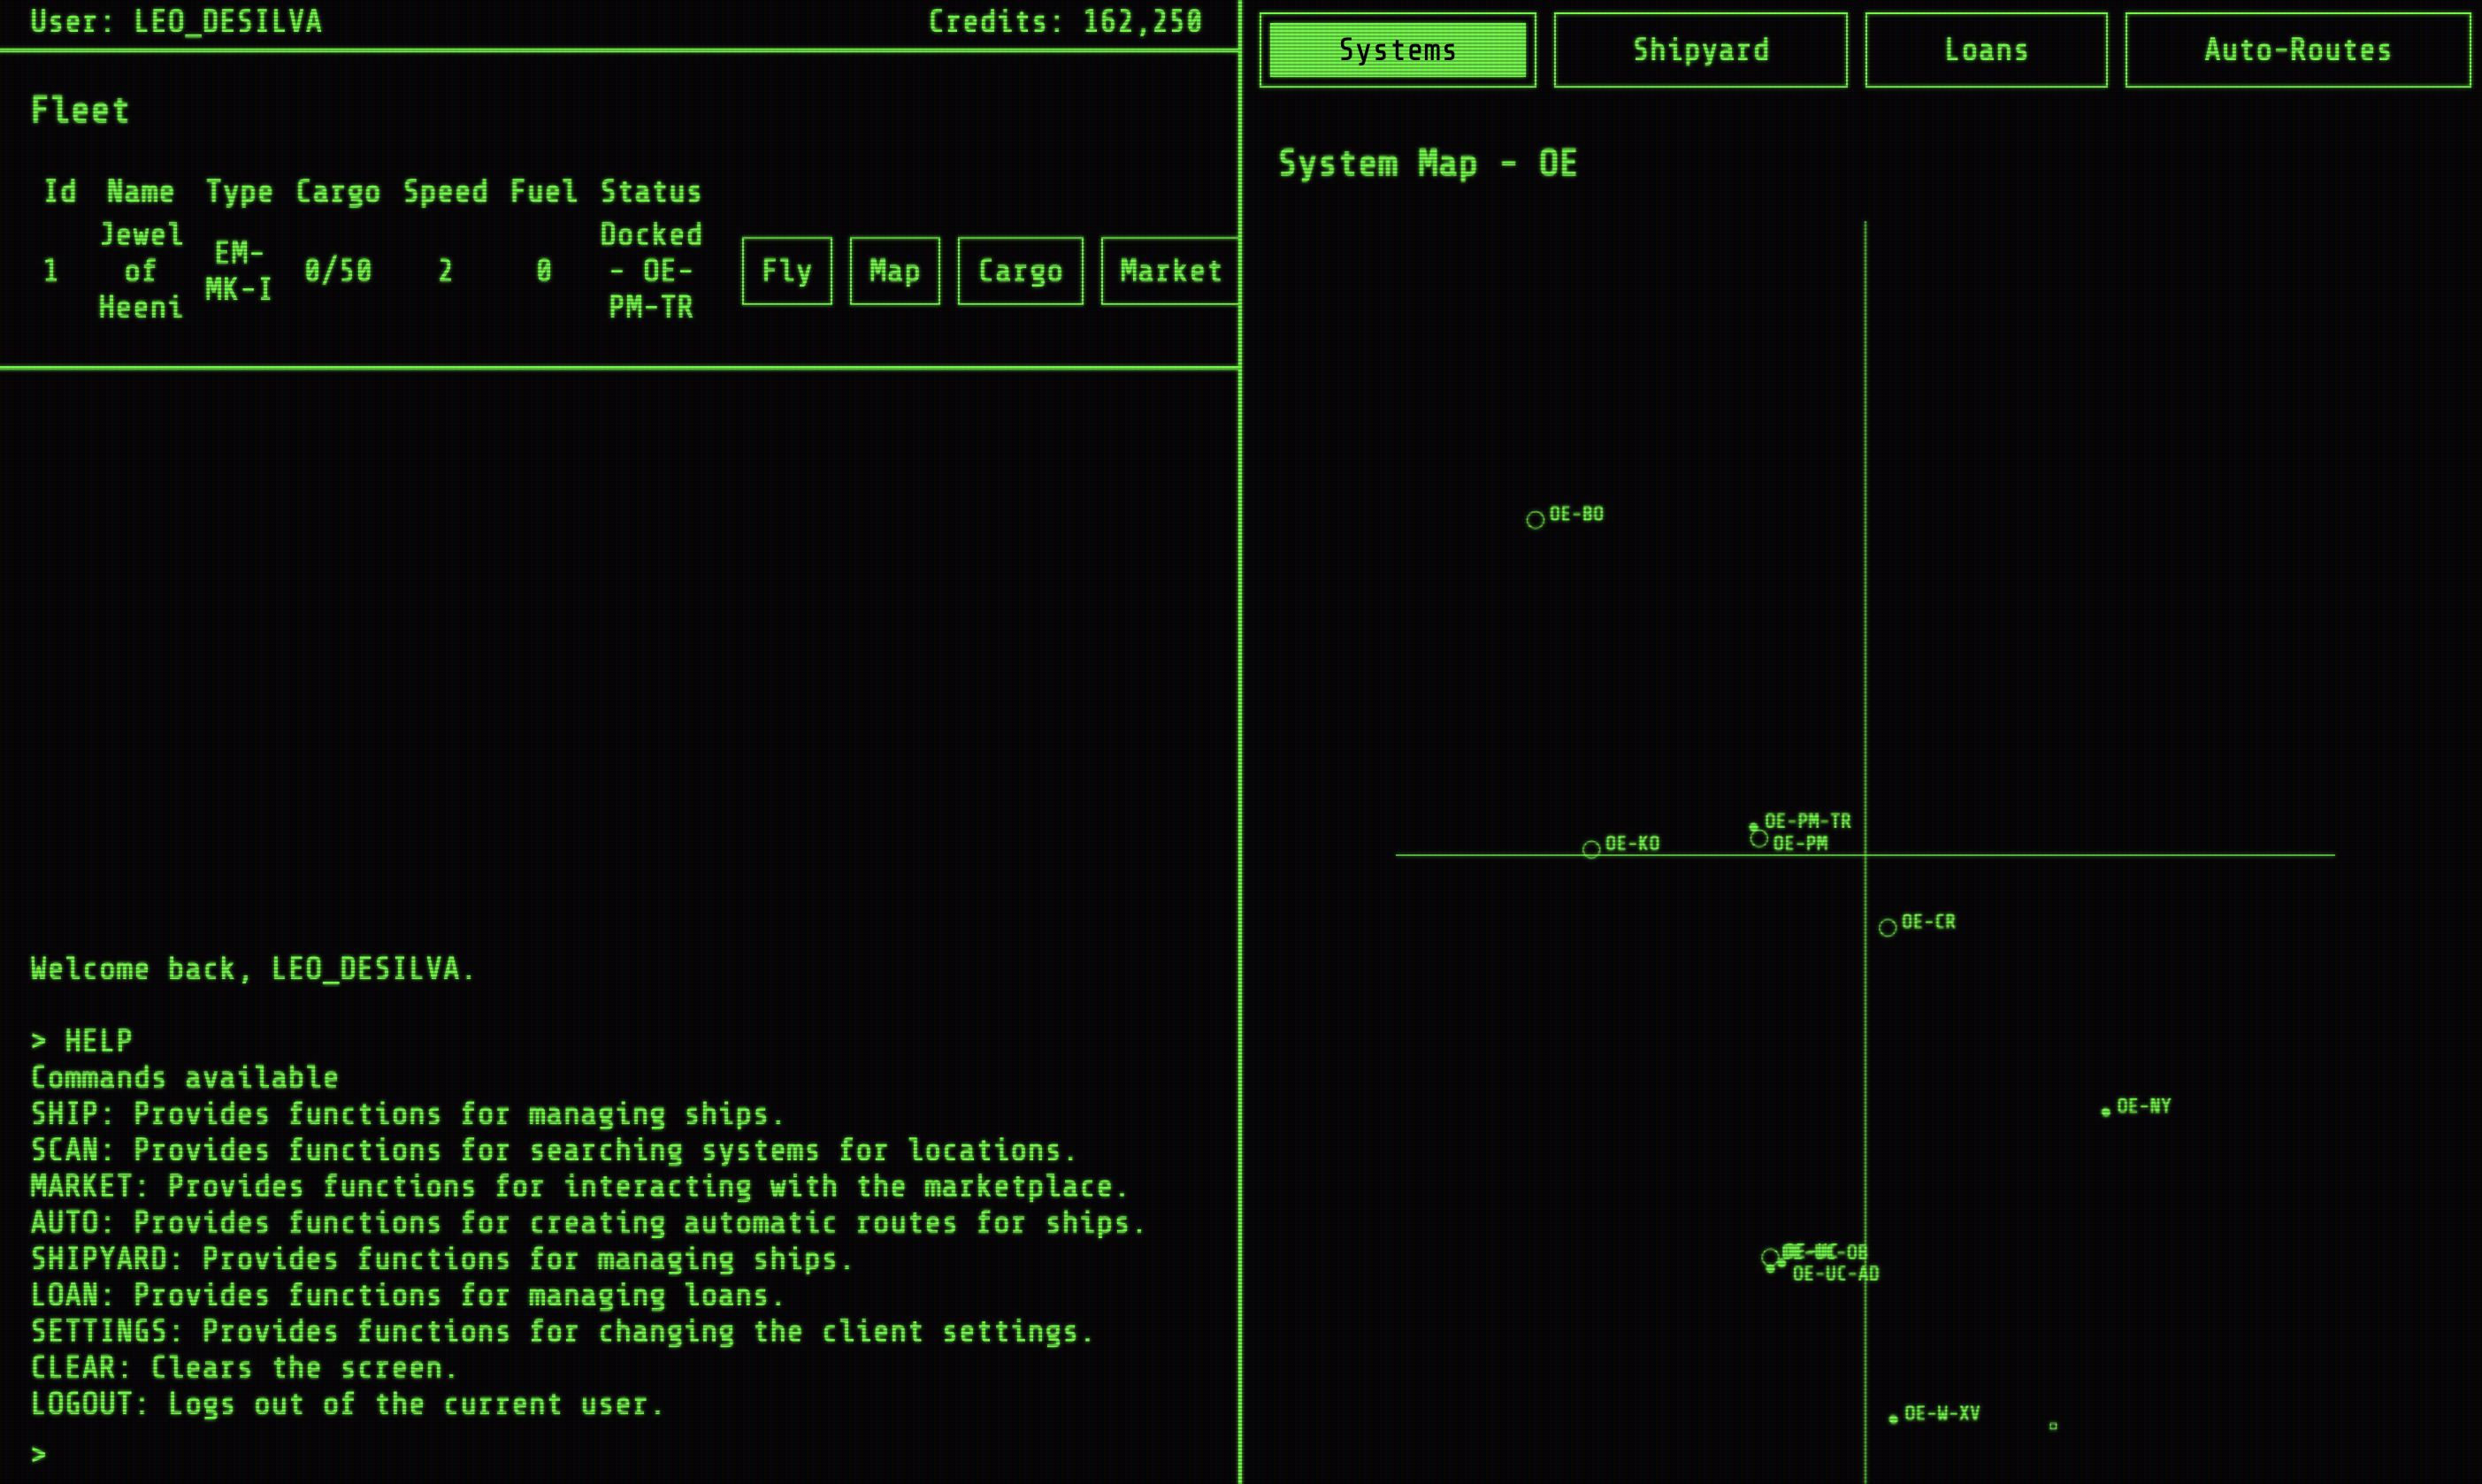 User: LEO_DESILVA
Credits: 162,250
Fleet
Id Name Type Cargo Speed Fuel Status
1 Jewel of Heeni EM-MK-I 0/50 2 0 Docked - OE-PM-TR Fly Map Cargo Market
Welcome back, LEO_DESILVA.
> HELP
Commands available
SHIP: Provides functions for managing ships.
SCAN: Provides functions for searching systems for locations.
MARKET: Provides functions for interacting with the marketplace.
AUTO: Provides functions for creating automatic routes for ships.
SHIPYARD: Provides functions for managing ships.
LOAN: Provides functions for managing loans.
SETTINGS: Provides functions for changing the client settings.
CLEAR: Clears the screen.
LOGOUT: Logs out of the current user.
>
Systems Shipyard Loans Auto-Routes
System Map - OE
OE-BO
OE-PM-TR
OE-PM
OE-KO
OE-CR
OE-NY
OE-UC-OB
OE-UC-AD
OE-W-XV